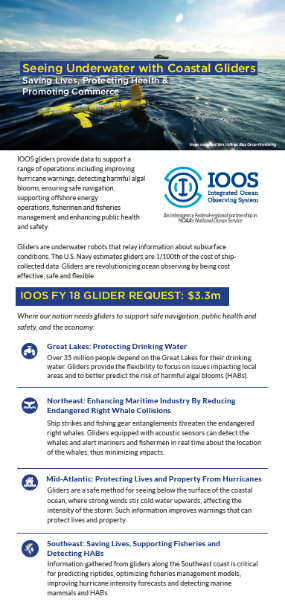 Seeing Underwater with Coastal Gliders
Saving Lives, Protecting Health &
Promoting Commerce
IOOS gliders provide data to support a
range of operations including improving
hurricane warnings, detecting harmful algal
blooms, ensuring safe navigation,
supporting offshore energy
operations, fishermen and fisheries
management and enhancing public health
and safety.
IOOS
Integrated Ocean
Observing System
An interagency Federal-regional partnership in
NOAA's National Ocean Service
Gliders are underwater robots that relay information about subsurface
conditions. The U.S. Navy estimates gliders are 1/100th of the cost of ship-
collected data. Gliders are revolutionizing ocean observing by being cost
effective, safe and flexible.
IOOS FY 18 GLIDER REQUEST: $3.3m
Where our nation needs gliders to support safe navigation, public health and
safety, and the economy:
Great Lakes: Protecting Drinking Water
Over 35 million people depend on the Great Lakes for their drinking
water. Gliders provide the flexibility to focus on issues impacting local
areas and to better predict the risk of harmful algal blooms (HABs).
Northeast: Enhancing Maritime Industry By Reducing
Endangered Right Whale Collisions
Ship strikes and fishing gear entanglements threaten the endangered
right whales. Gliders equipped with acoustic sensors can detect the
whales and alert mariners and fishermen in real time about the location
of the whales, thus minimizing impacts.
Mid-Atlantic: Protecting Lives and Property From Hurricanes
Gliders are a safe method for seeing below the surface of the coastal
ocean, where strong winds stir cold water upwards, affecting the
intensity of the storm. Such information improves warnings that can
protect lives and property.
Southeast: Saving Lives, Supporting Fisheries and
Detecting HABs
Information gathered from gliders along the Southeast coast is critical
for predicting riptides, optimizing fisheries management models,
improving hurricane intensity forecasts and detecting marine
mammals and HABs.